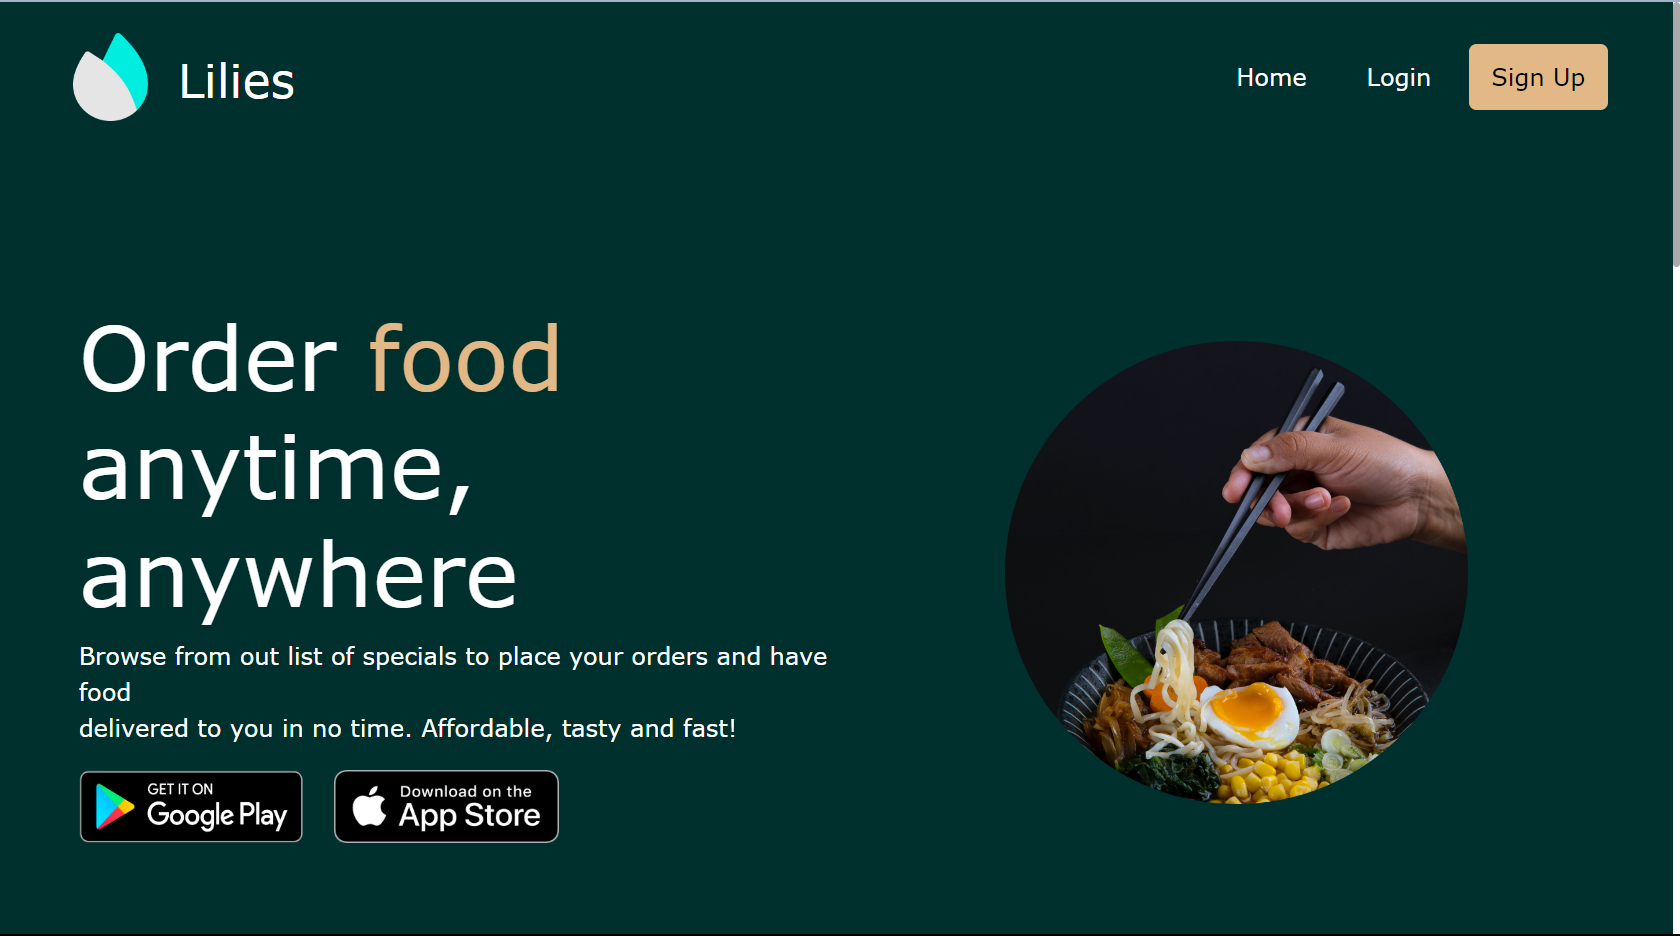 Lilies
Home
Login
Sign Up
Order food
anytime,
anywhere
Browse from out list of specials to place your orders and have
food
delivered to you in no time. Affordable, tasty and fast!
GET IT ON
Google Play
Download on the
App Store